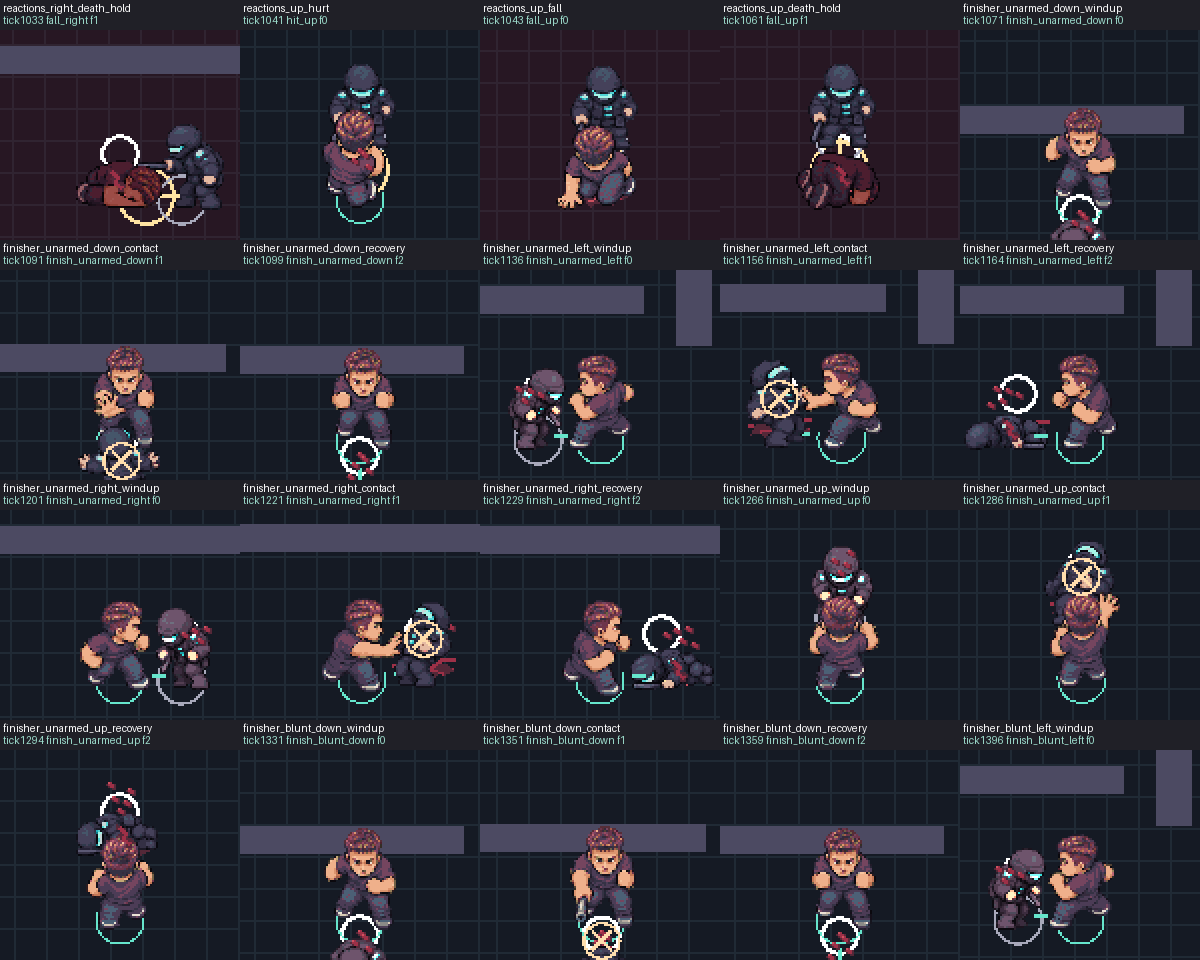 reactions_right_death_hold
tick1033 fall_right f1
reactions_up_hurt
tick1041 hit_up f0
reactions_up_fall
tick1043 fall_up f0
reactions_up_death_hold
tick1061 fall_up f1
finisher_unarmed_down_windup
tick1071 finish_unarmed_down f0
finisher_unarmed_down_contact
tick1091 finish_unarmed_down f1
finisher_unarmed_down_recovery
tick1099 finish_unarmed_down f2
finisher_unarmed_left_windup
tick1136 finish_unarmed_left f0
finisher_unarmed_left_contact
tick1156 finish_unarmed_left f1
finisher_unarmed_left_recovery
tick1164 finish_unarmed_left f2
finisher_unarmed_right_windup
tick1201 finish_unarmed_right f0
finisher_unarmed_right_contact
tick1221 finish_unarmed_right f1
finisher_unarmed_right_recovery
tick1229 finish_unarmed_right f2
finisher_unarmed_up_windup
tick1266 finish_unarmed_up f0
finisher_unarmed_up_contact
tick1286 finish_unarmed_up f1
finisher_unarmed_up_recovery
tick1294 finish_unarmed_up f2
finisher_blunt_down_windup
tick1331 finish_blunt_down f0
finisher_blunt_down_contact
tick1351 finish_blunt_down f1
finisher_blunt_down_recovery
tick1359 finish_blunt_down f2
finisher_blunt_left_windup
tick1396 finish_blunt_left f0